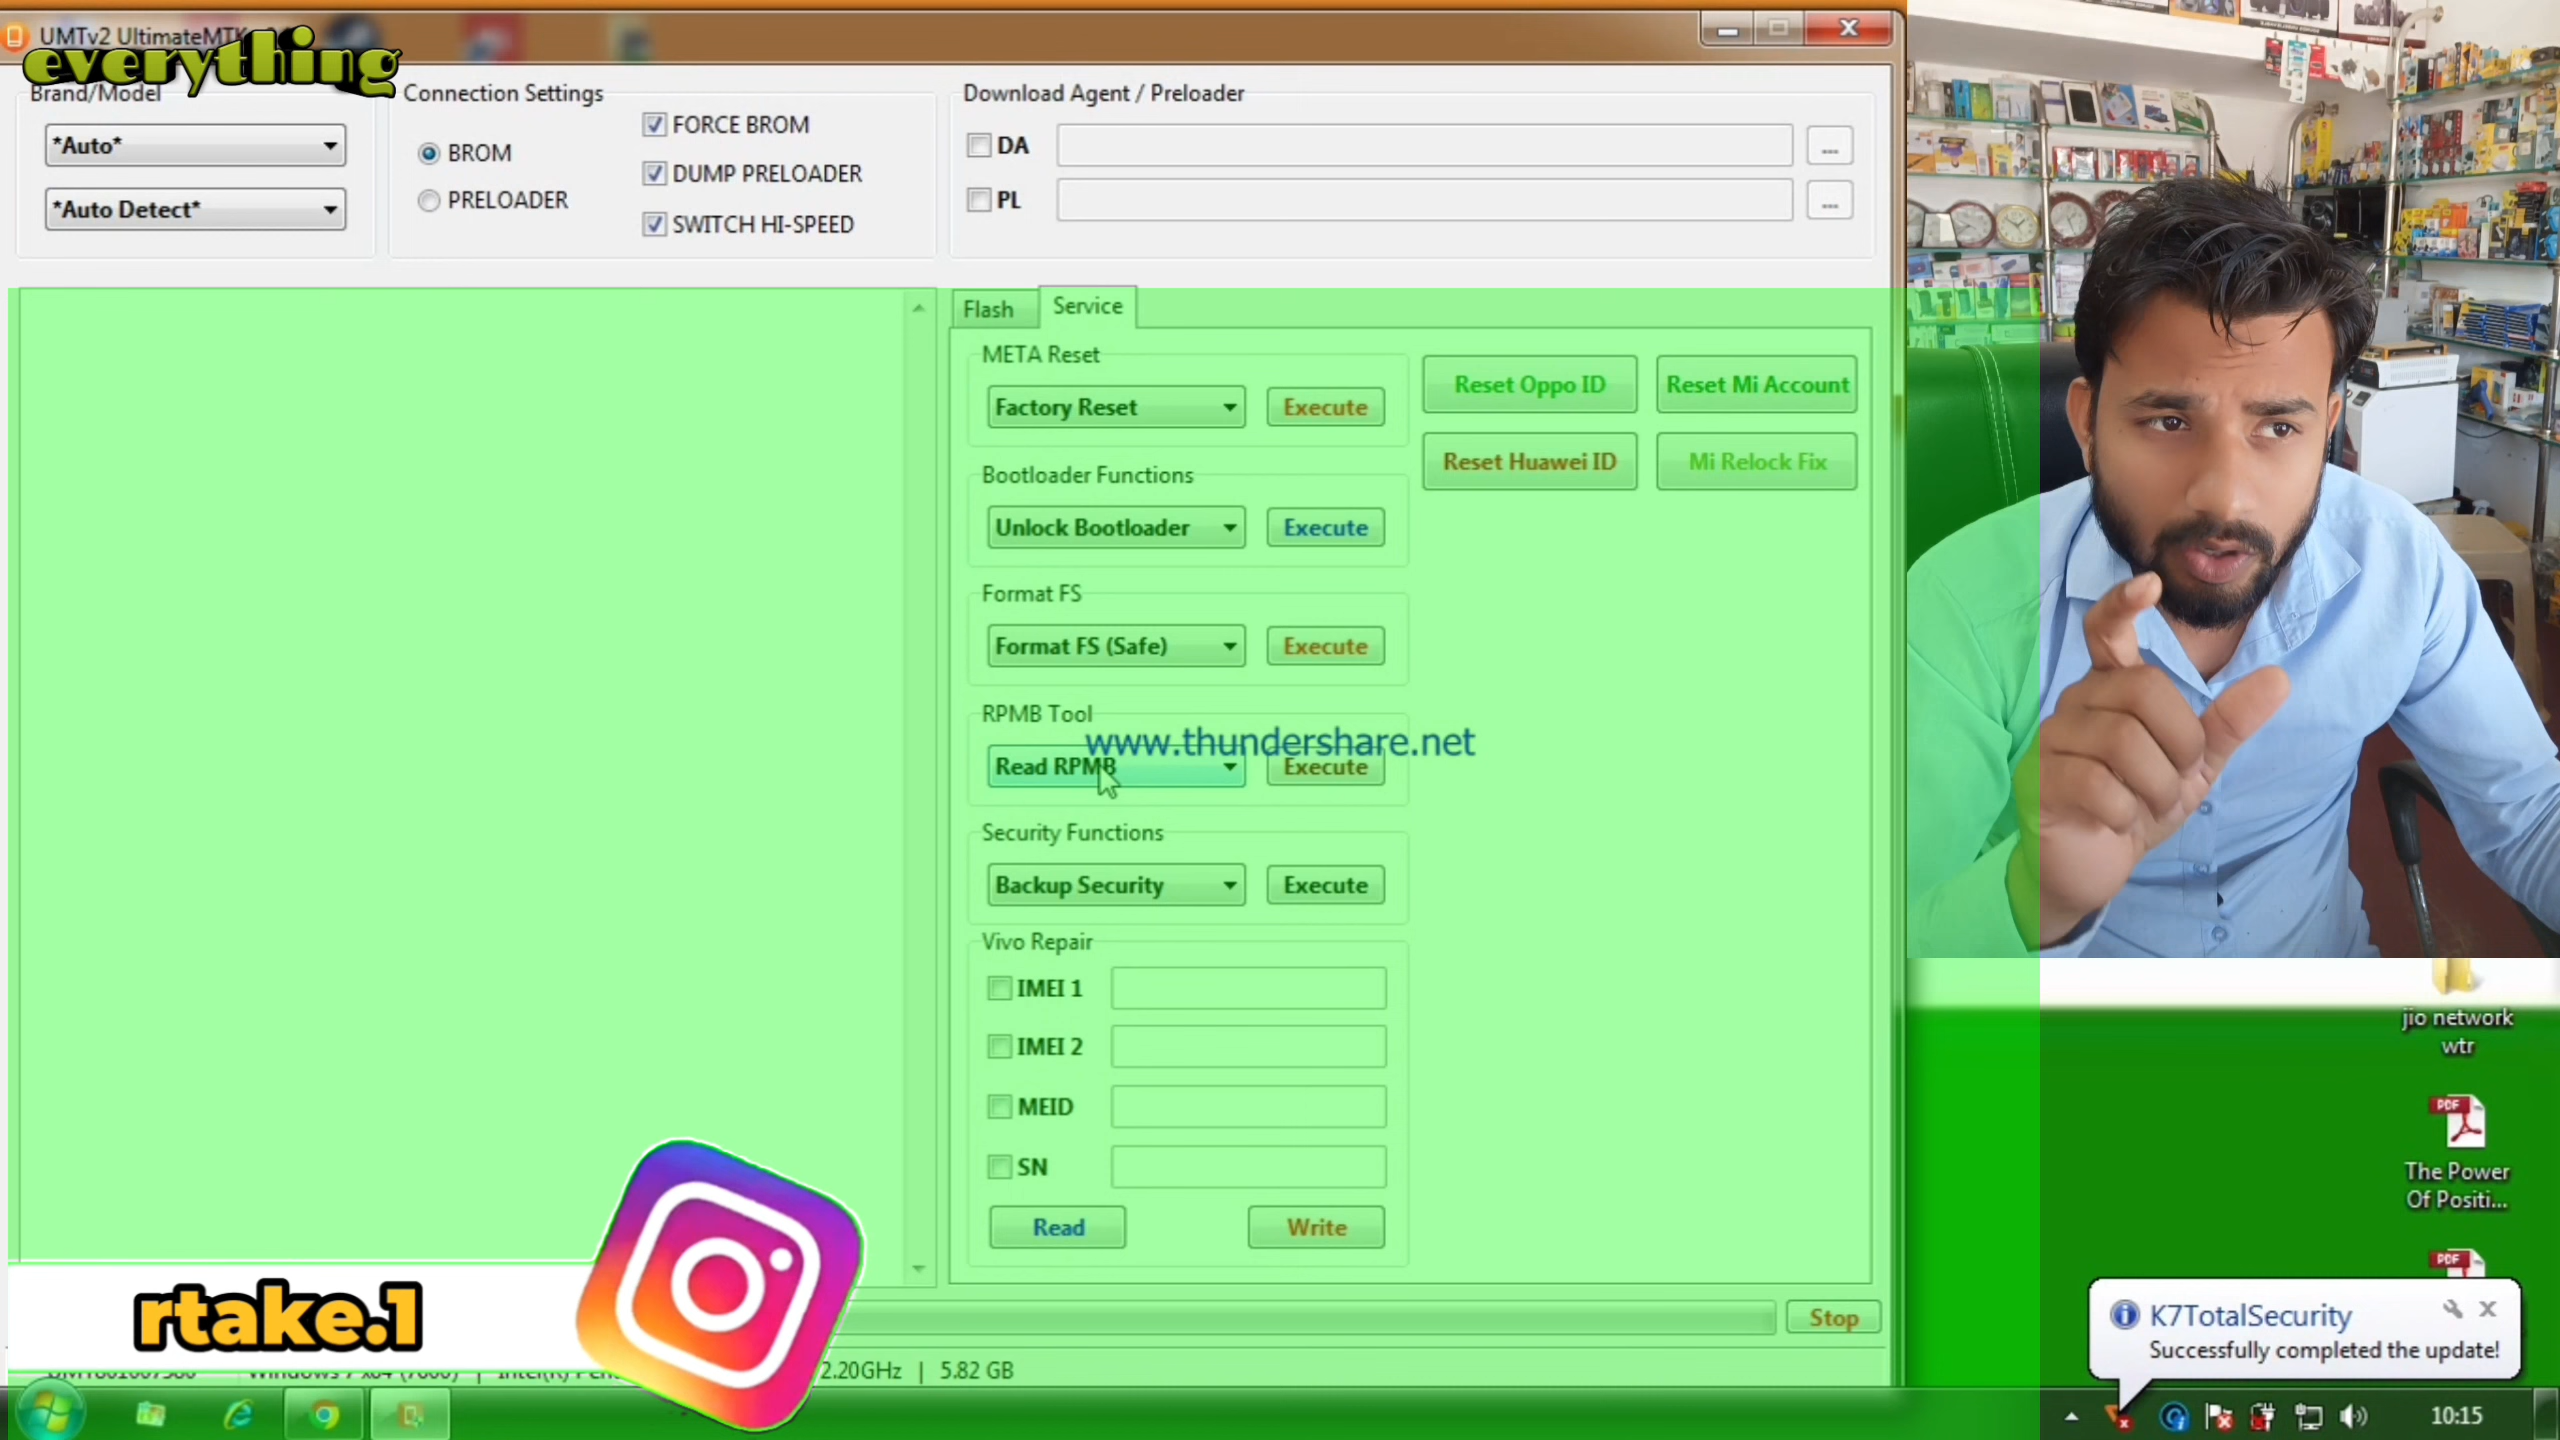 UMTv2 UltimateMTK
everything
Brand/Model
*Auto*
*Auto Detect*
Connection Settings
BROM
PRELOADER
FORCE BROM
DUMP PRELOADER
SWITCH HI-SPEED
Download Agent / Preloader
DA
...
PL
...
Flash
Service
META Reset
Factory Reset
Execute
Reset Oppo ID
Reset Mi Account
Bootloader Functions
Unlock Bootloader
Execute
Reset Huawei ID
Mi Relock Fix
Format FS
Format FS (Safe)
Execute
RPMB Tool
www.thundershare.net
Read RPMB
Execute
Security Functions
Backup Security
Execute
Vivo Repair
IMEI 1
IMEI 2
MEID
SN
Read
Write
Stop
rtake.1
2.20GHz | 5.82 GB
jio network
wtr
PDF
The Power
Of Positi...
PDF
K7TotalSecurity
Successfully completed the update!
10:15